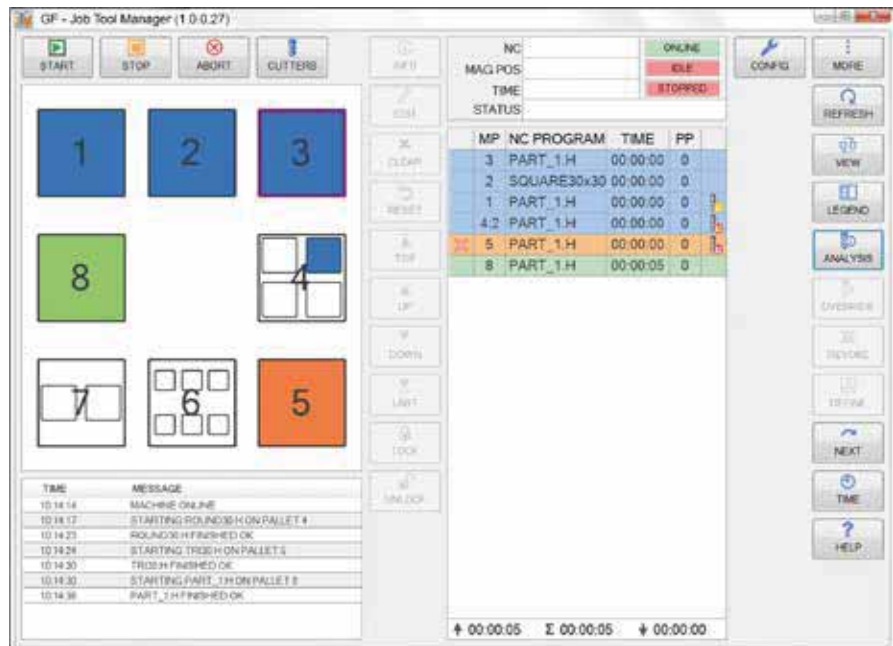 GF - Job Tool Manager (1.0.0.27)
START STOP ABORT CUTTERS
INFO
EDIT
CLEAR
RESET
TOP
UP
DOWN
LAST
LOCK
UNLOCK
1 2 3
8 4
7 6 5
NC ONLINE
MAG POS IDLE
TIME STOPPED
STATUS
MP NC PROGRAM TIME PP
3 PART_1.H 00:00:00 0
2 SQUARE30x30 00:00:00 0
1 PART_1.H 00:00:00 0
4:2 PART_1.H 00:00:00 0
5 PART_1.H 00:00:00 0
8 PART_1.H 00:00:05 0
00:00:05 Σ 00:00:05 00:00:00
CONFIG MORE
REFRESH
VIEW
LEGEND
ANALYSIS
OVERRIDE
REVOKE
DEFINE
NEXT
TIME
HELP
TIME MESSAGE
10:14:14 MACHINE ONLINE
10:14:17 STARTING ROUND30.H ON PALLET 4
10:14:23 ROUND30.H FINISHED OK
10:14:24 STARTING TRI30.H ON PALLET 5
10:14:30 TRI30.H FINISHED OK
10:14:30 STARTING PART_1.H ON PALLET 8
10:14:36 PART_1.H FINISHED OK